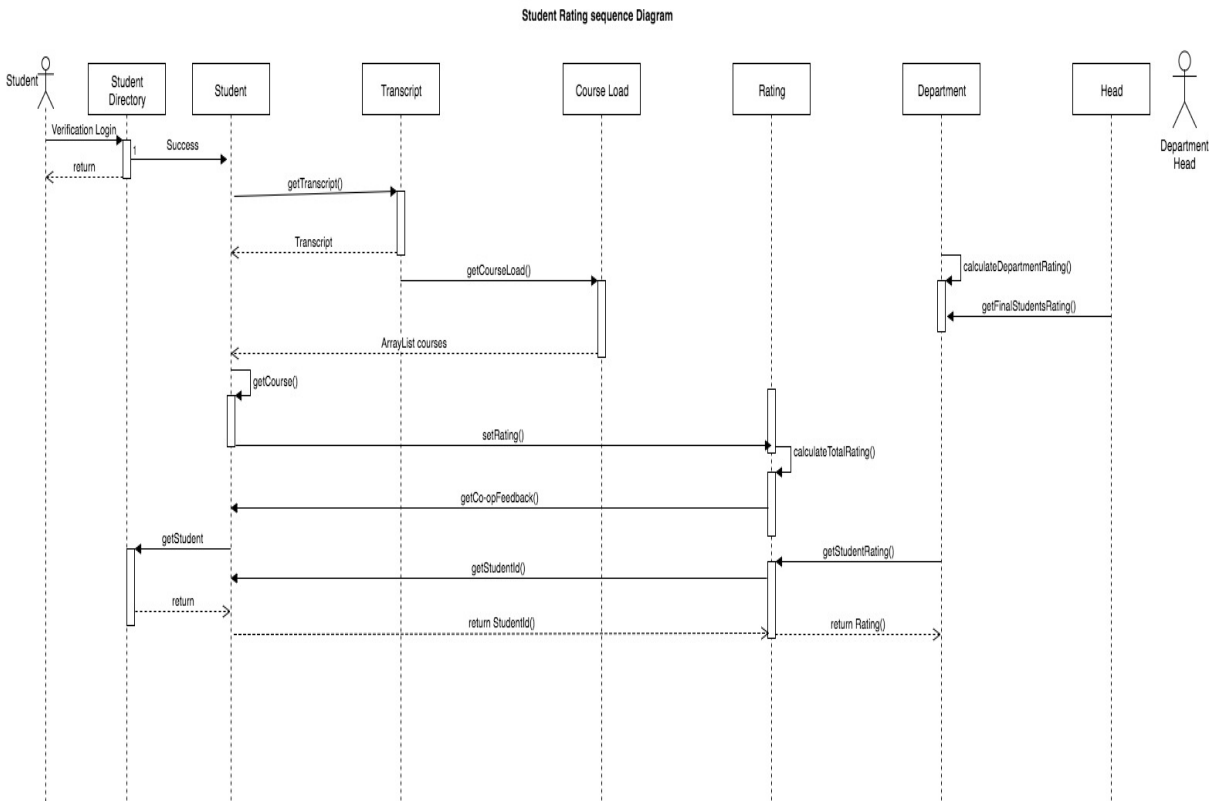 Student Rating sequence Diagram
Student
Student
Directory
Student
Transcript
Course Load
Rating
Department
Head
Department
Head
Verification Login
1
Success
return
getTranscript()
Transcript
calculateDepartmentRating()
getCourseLoad()
getFinalStudentsRating()
ArrayList courses
getCourse()
setRating()
calculateTotalRating()
getCo-opFeedback()
getStudent
getStudentRating()
getStudentId()
return
return StudentId()
return Rating()